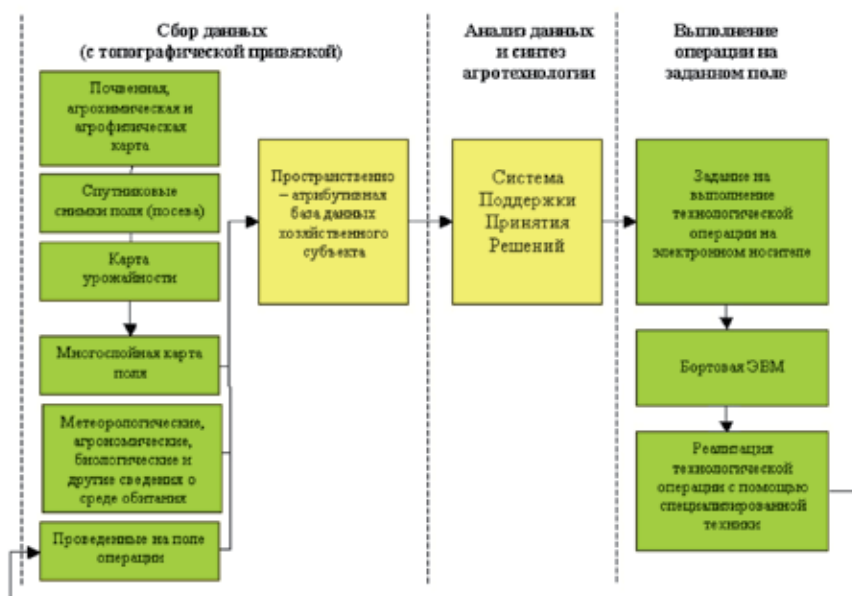 Сбор данных
(с топографической привязкой)
Почвенная,
агрохимическая и
агрофизическая
карта
Спутниковые
снимки поля (посева)
Карта
урожайности
Многослойная карта
поля
Метеорологические,
агрономические,
биологические и
другие сведения о
среде обитания
Проведенные на поле
операции
Пространственно
– атрибутивная
база данных
хозяйственного
субъекта
Анализ данных
и синтез
агротехнологии
Система
Поддержки
Принятия
Решений
Выполнение
операции на
заданном поле
Задание на
выполнение
технологической
операции на
электронном носителе
Бортовая ЭВМ
Реализация
технологической
операции с помощью
специализированной
техники